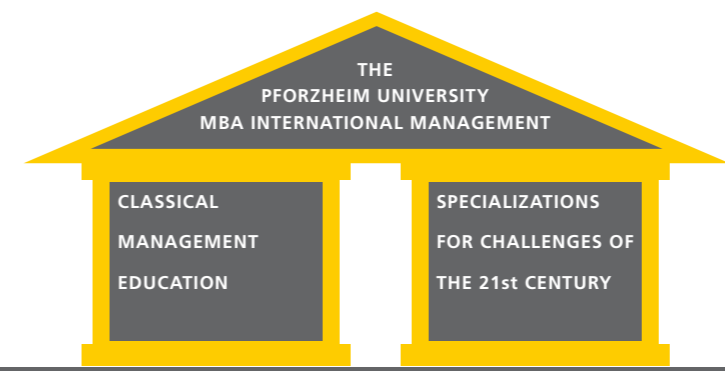 THE
PFORZHEIM UNIVERSITY
MBA INTERNATIONAL MANAGEMENT
CLASSICAL
MANAGEMENT
EDUCATION
SPECIALIZATIONS
FOR CHALLENGES OF
THE 21st CENTURY